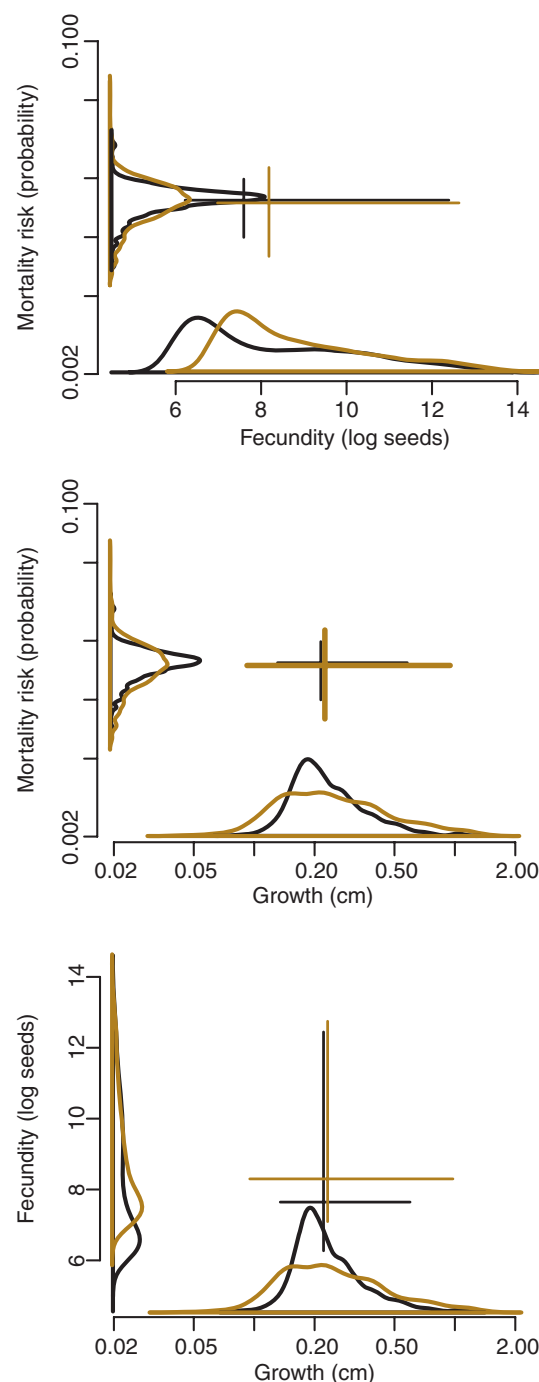 0.100
Mortality risk (probability)
0.002
6 8 10 12 14
Fecundity (log seeds)
0.100
Mortality risk (probability)
0.002
0.02 0.05 0.20 0.50 2.00
Growth (cm)
14
12
10
8
6
Fecundity (log seeds)
0.02 0.05 0.20 0.50 2.00
Growth (cm)